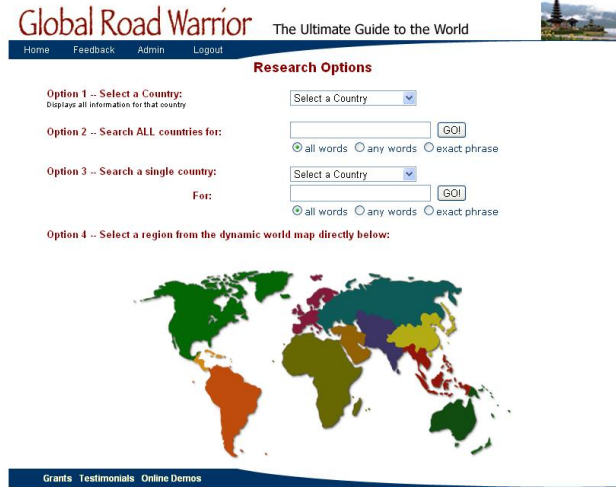 Global Road Warrior The Ultimate Guide to the World
Home Feedback Admin Logout
Research Options
Option 1 -- Select a Country: Select a Country
Displays all information for that country
Option 2 -- Search ALL countries for: GO!
all words any words exact phrase
Option 3 -- Search a single country: Select a Country
For: GO!
all words any words exact phrase
Option 4 -- Select a region from the dynamic world map directly below:
Grants Testimonials Online Demos